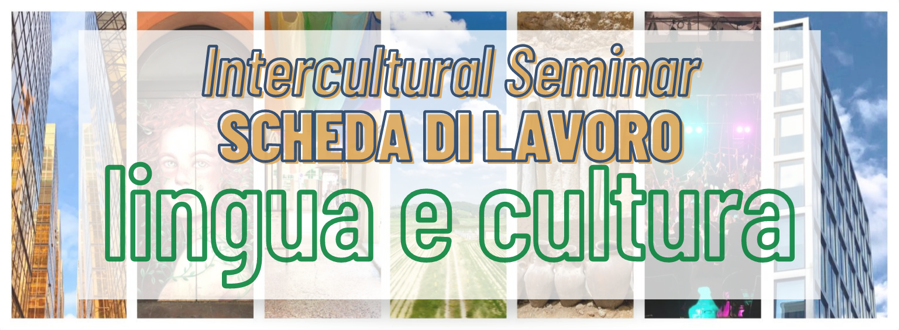 Intercultural Seminar
SCHEDA DI LAVORO
lingua e cultura